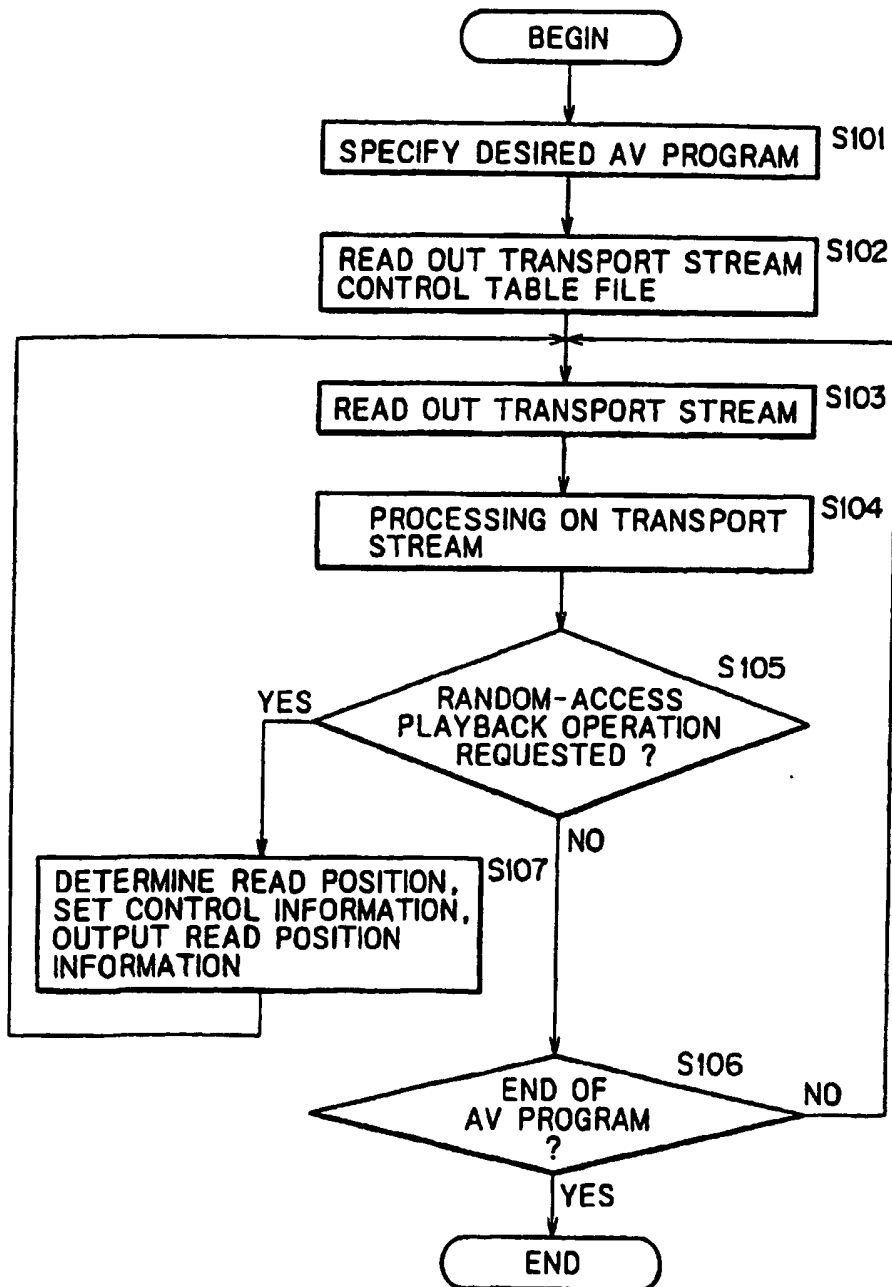 BEGIN
S101
SPECIFY DESIRED AV PROGRAM
S102
READ OUT TRANSPORT STREAM
CONTROL TABLE FILE
S103
READ OUT TRANSPORT STREAM
S104
PROCESSING ON TRANSPORT
STREAM
S105
YES
RANDOM-ACCESS
PLAYBACK OPERATION
REQUESTED ?
NO
S107
DETERMINE READ POSITION,
SET CONTROL INFORMATION,
OUTPUT READ POSITION
INFORMATION
S106
END OF
AV PROGRAM
?
NO
YES
END